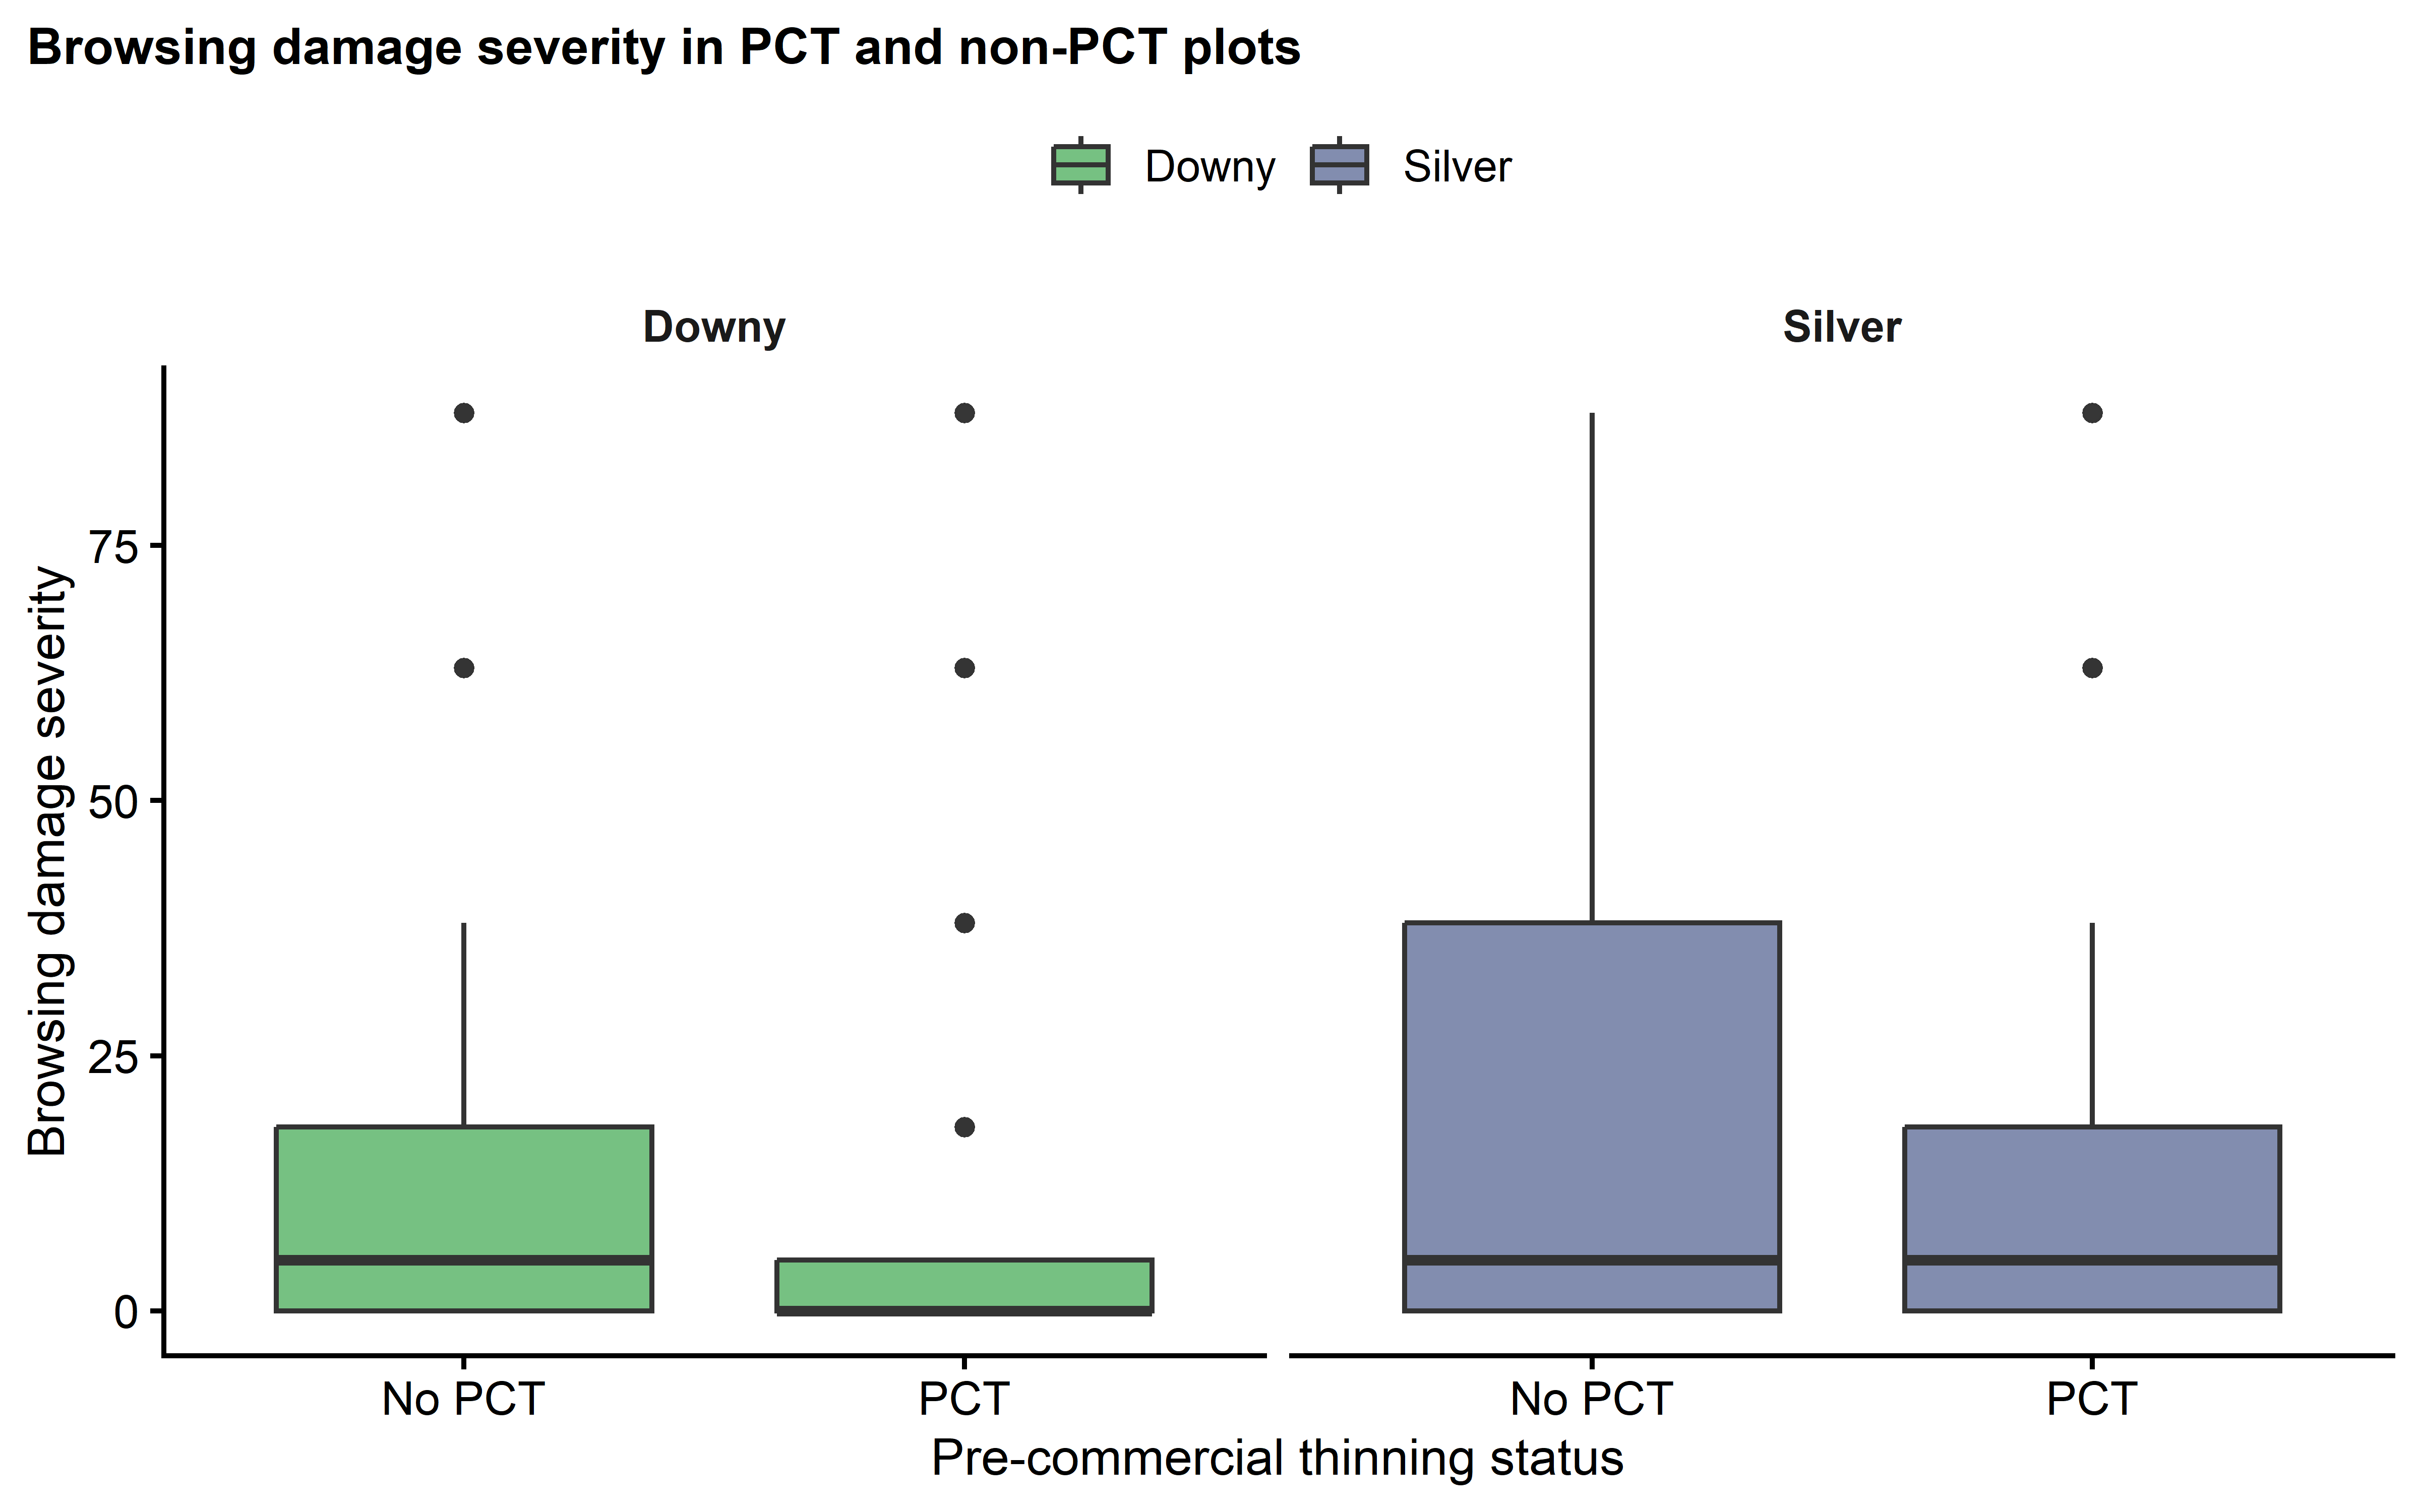 Browsing damage severity in PCT and non-PCT plots
Downy Silver
Downy Silver
Browsing damage severity
75
50
25
0
No PCT PCT No PCT PCT
Pre-commercial thinning status